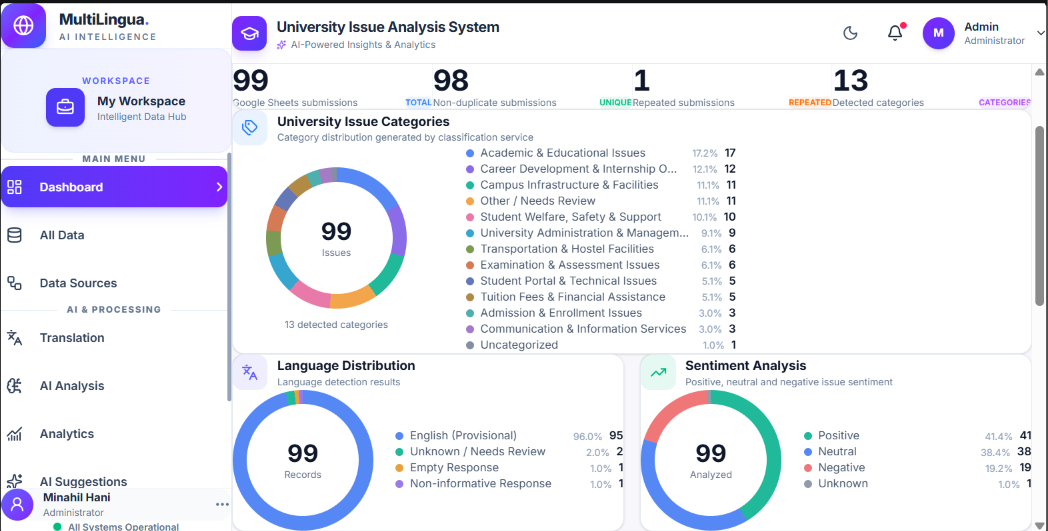 MultiLingua.
AI INTELLIGENCE
WORKSPACE
My Workspace
Intelligent Data Hub
MAIN MENU
Dashboard
All Data
Data Sources
AI & PROCESSING
Translation
AI Analysis
Analytics
AI Suggestions
Minahil Hani
Administrator
All Systems Operational
University Issue Analysis System
AI-Powered Insights & Analytics
M
Admin
Administrator
99
Google Sheets submissions
TOTAL
98
Non-duplicate submissions
UNIQUE
1
Repeated submissions
REPEATED
13
Detected categories
CATEGORIES
University Issue Categories
Category distribution generated by classification service
99
Issues
13 detected categories
Academic & Educational Issues 17.2% 17
Career Development & Internship O... 12.1% 12
Campus Infrastructure & Facilities 11.1% 11
Other / Needs Review 11.1% 11
Student Welfare, Safety & Support 10.1% 10
University Administration & Managem... 9.1% 9
Transportation & Hostel Facilities 6.1% 6
Examination & Assessment Issues 6.1% 6
Student Portal & Technical Issues 5.1% 5
Tuition Fees & Financial Assistance 5.1% 5
Admission & Enrollment Issues 3.0% 3
Communication & Information Services 3.0% 3
Uncategorized 1.0% 1
Language Distribution
Language detection results
99
Records
English (Provisional) 96.0% 95
Unknown / Needs Review 2.0% 2
Empty Response 1.0% 1
Non-informative Response 1.0% 1
Sentiment Analysis
Positive, neutral and negative issue sentiment
99
Analyzed
Positive 41.4% 41
Neutral 38.4% 38
Negative 19.2% 19
Unknown 1.0% 1